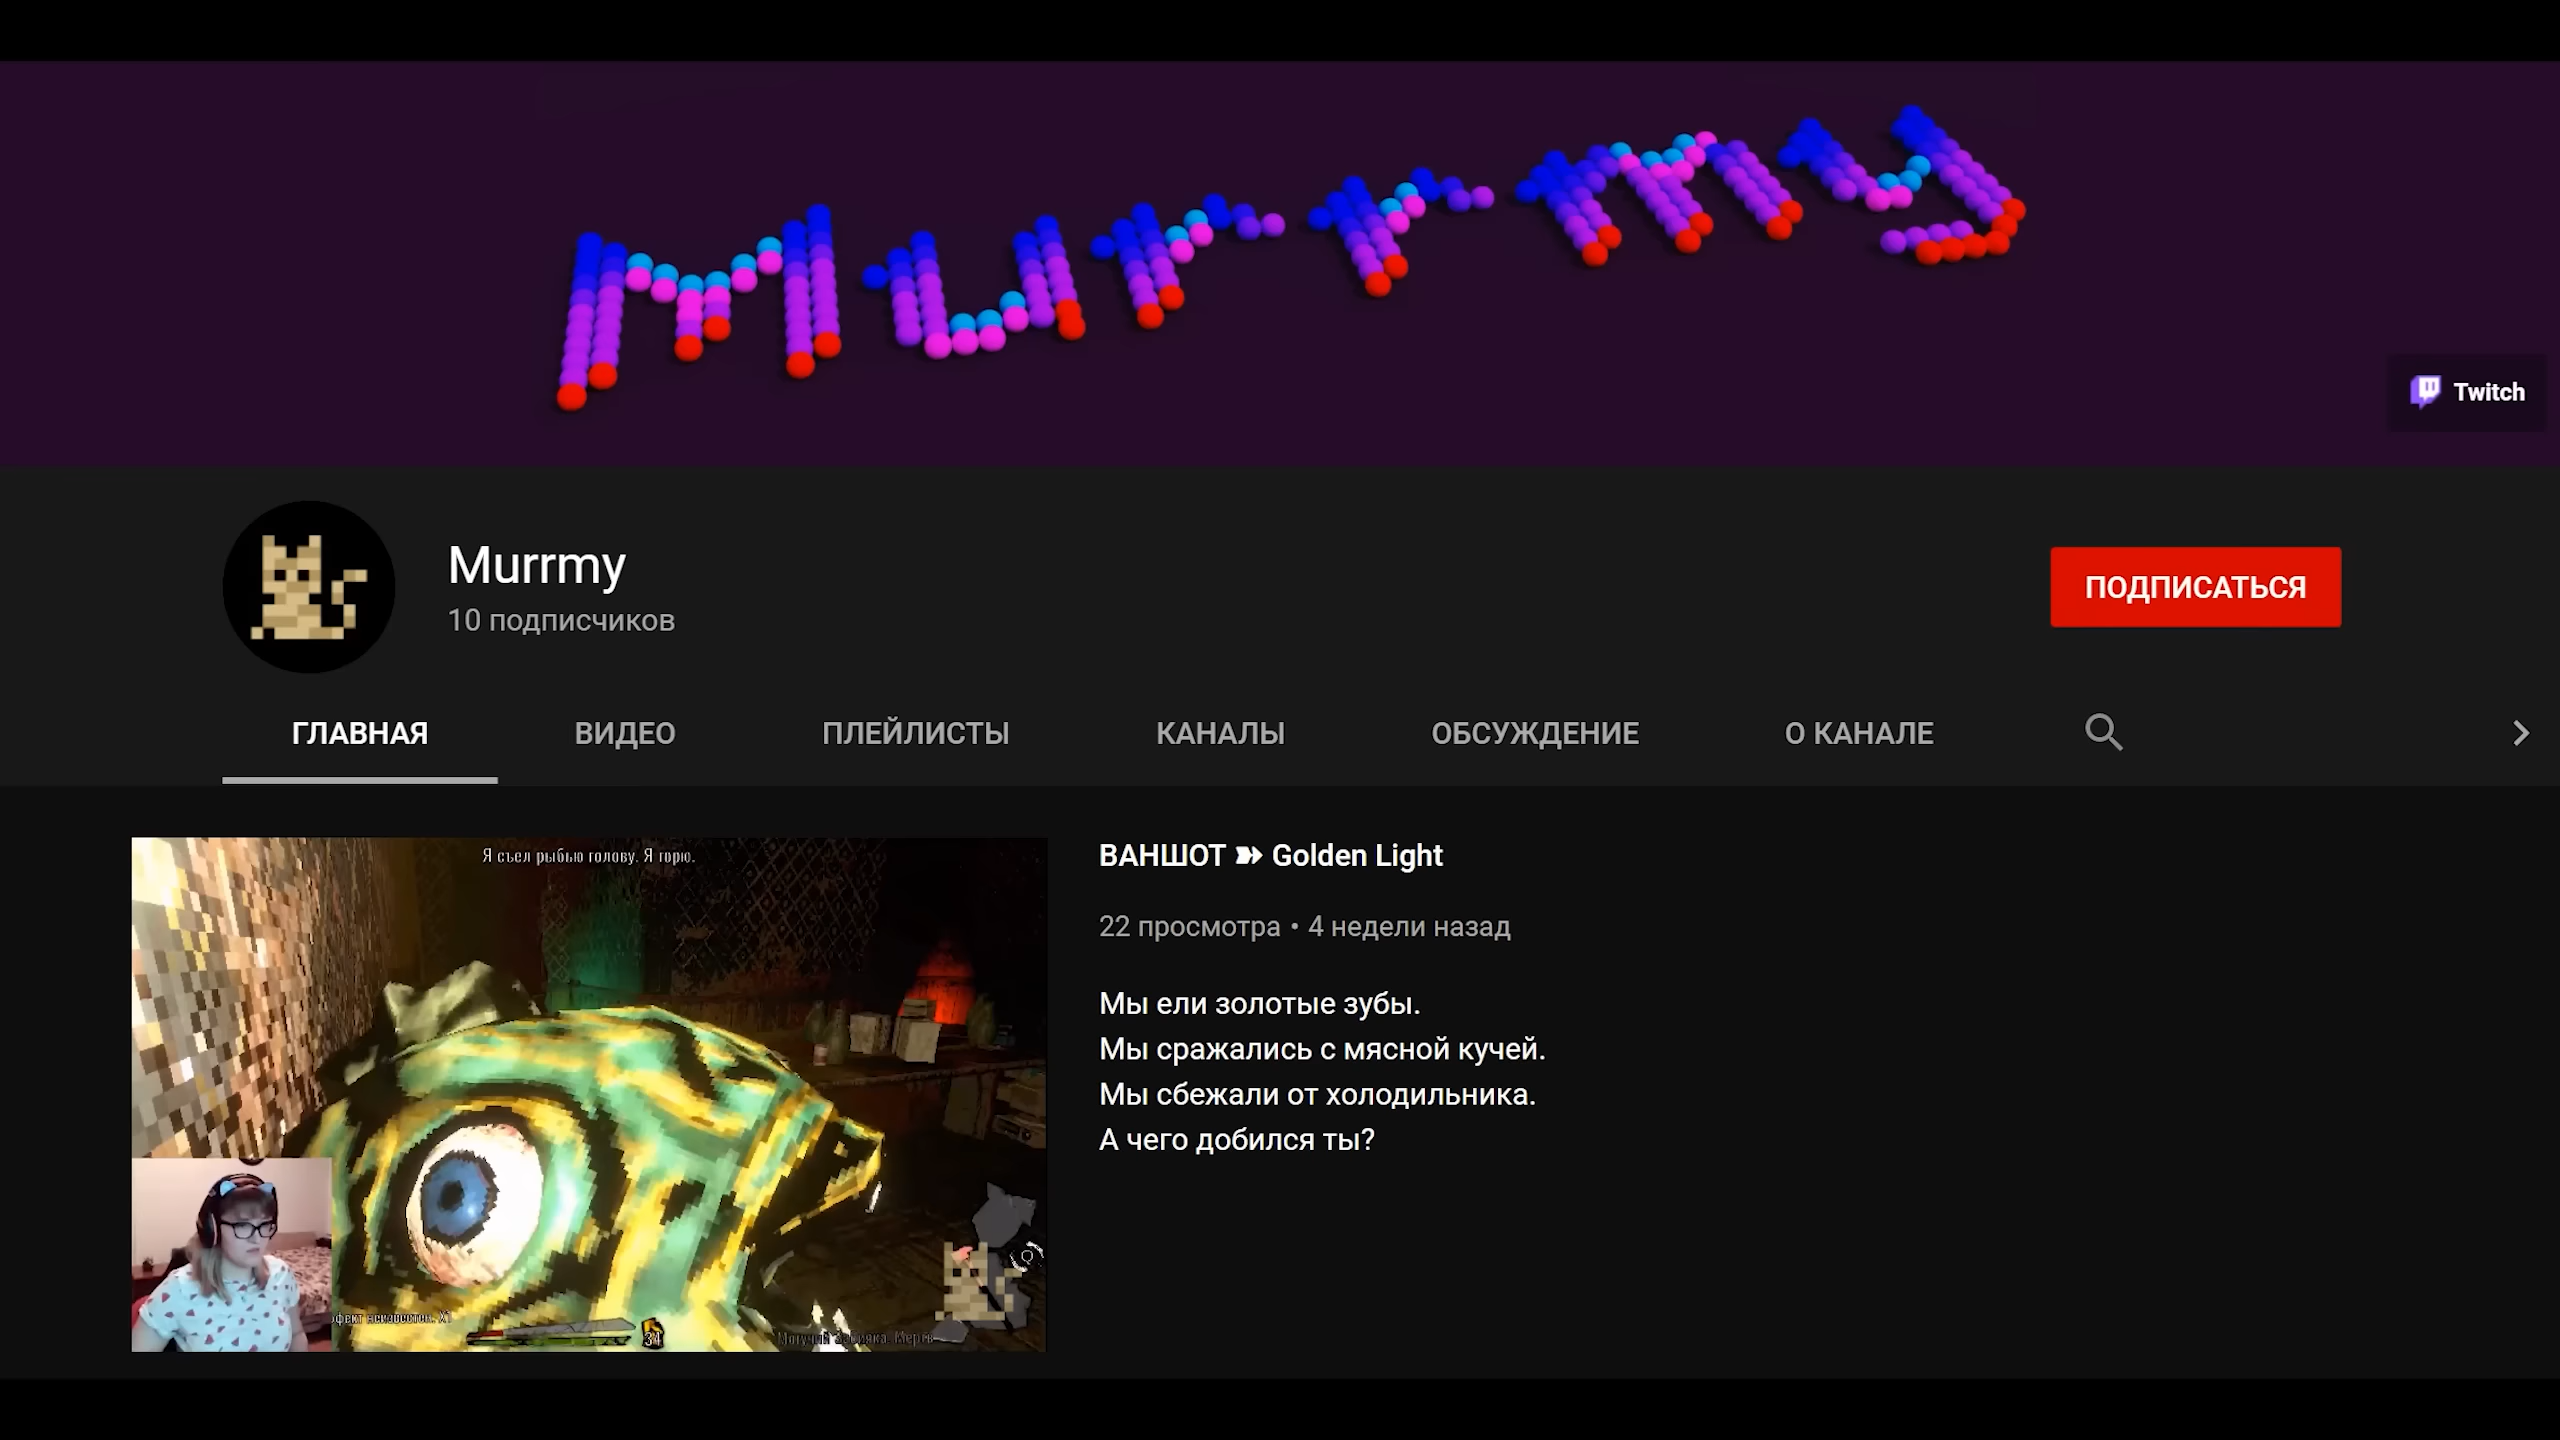 Murrmy
Twitch
Murrmy
10 подписчиков
ПОДПИСАТЬСЯ
ГЛАВНАЯ
ВИДЕО
ПЛЕЙЛИСТЫ
КАНАЛЫ
ОБСУЖДЕНИЕ
О КАНАЛЕ
Я съел рыбью голову. Я горю.
34
ВАНШОТ ➽ Golden Light
22 просмотра • 4 недели назад
Мы ели золотые зубы.
Мы сражались с мясной кучей.
Мы сбежали от холодильника.
А чего добился ты?